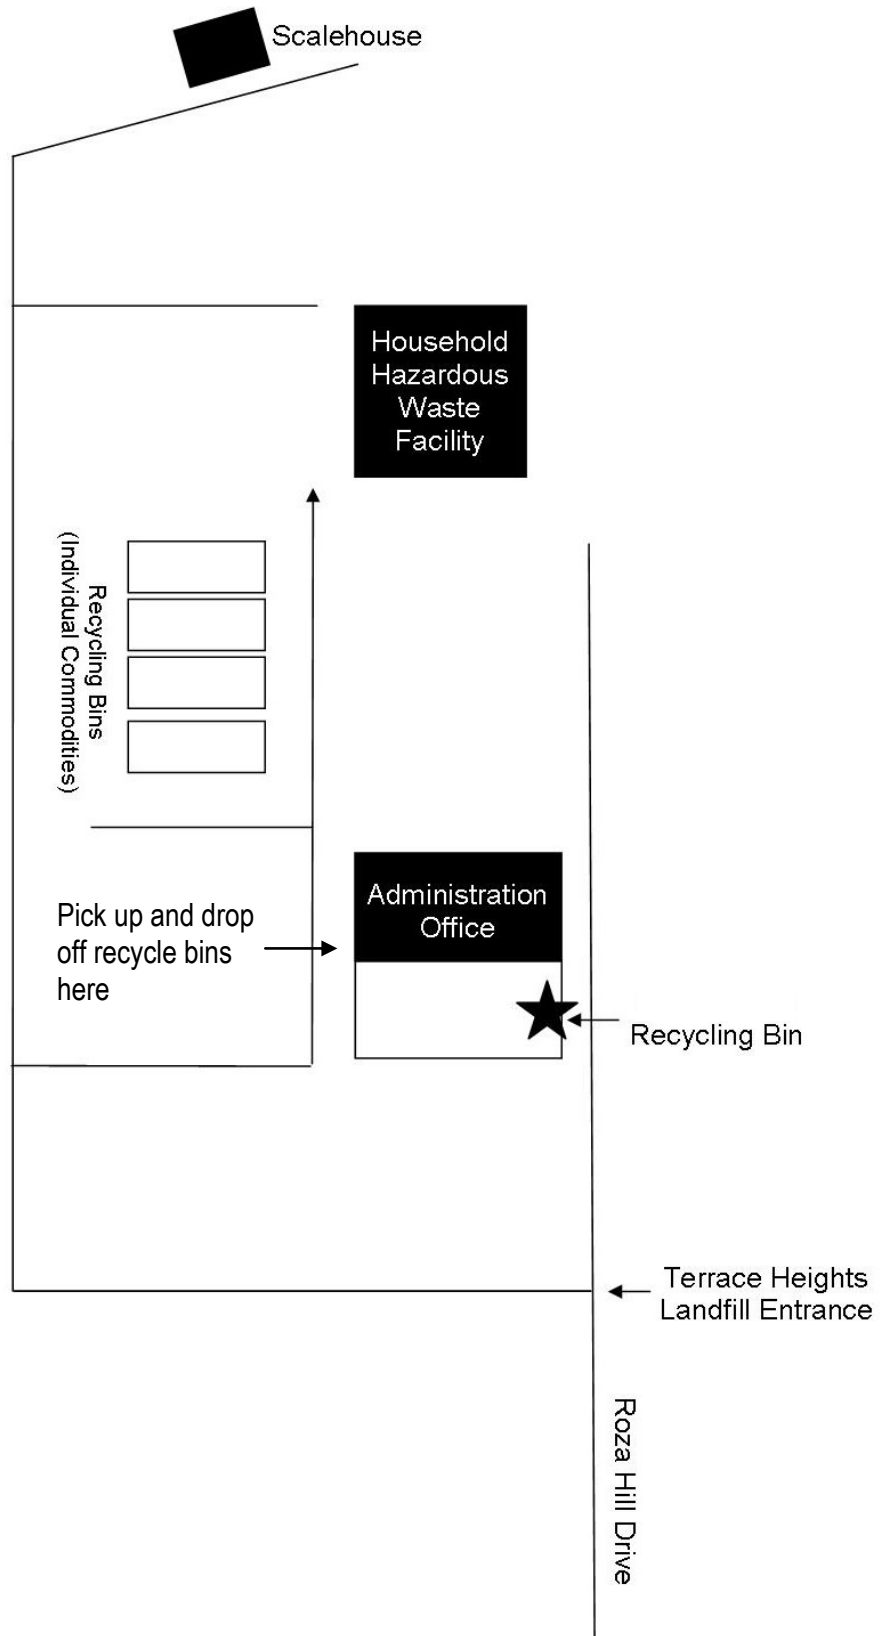 Scalehouse
Household
Hazardous
Waste
Facility
Recycling Bins
(Individual Commodities)
Administration
Office
Pick up and drop
off recycle bins
here
Recycling Bin
Terrace Heights
Landfill Entrance
Roza Hill Drive